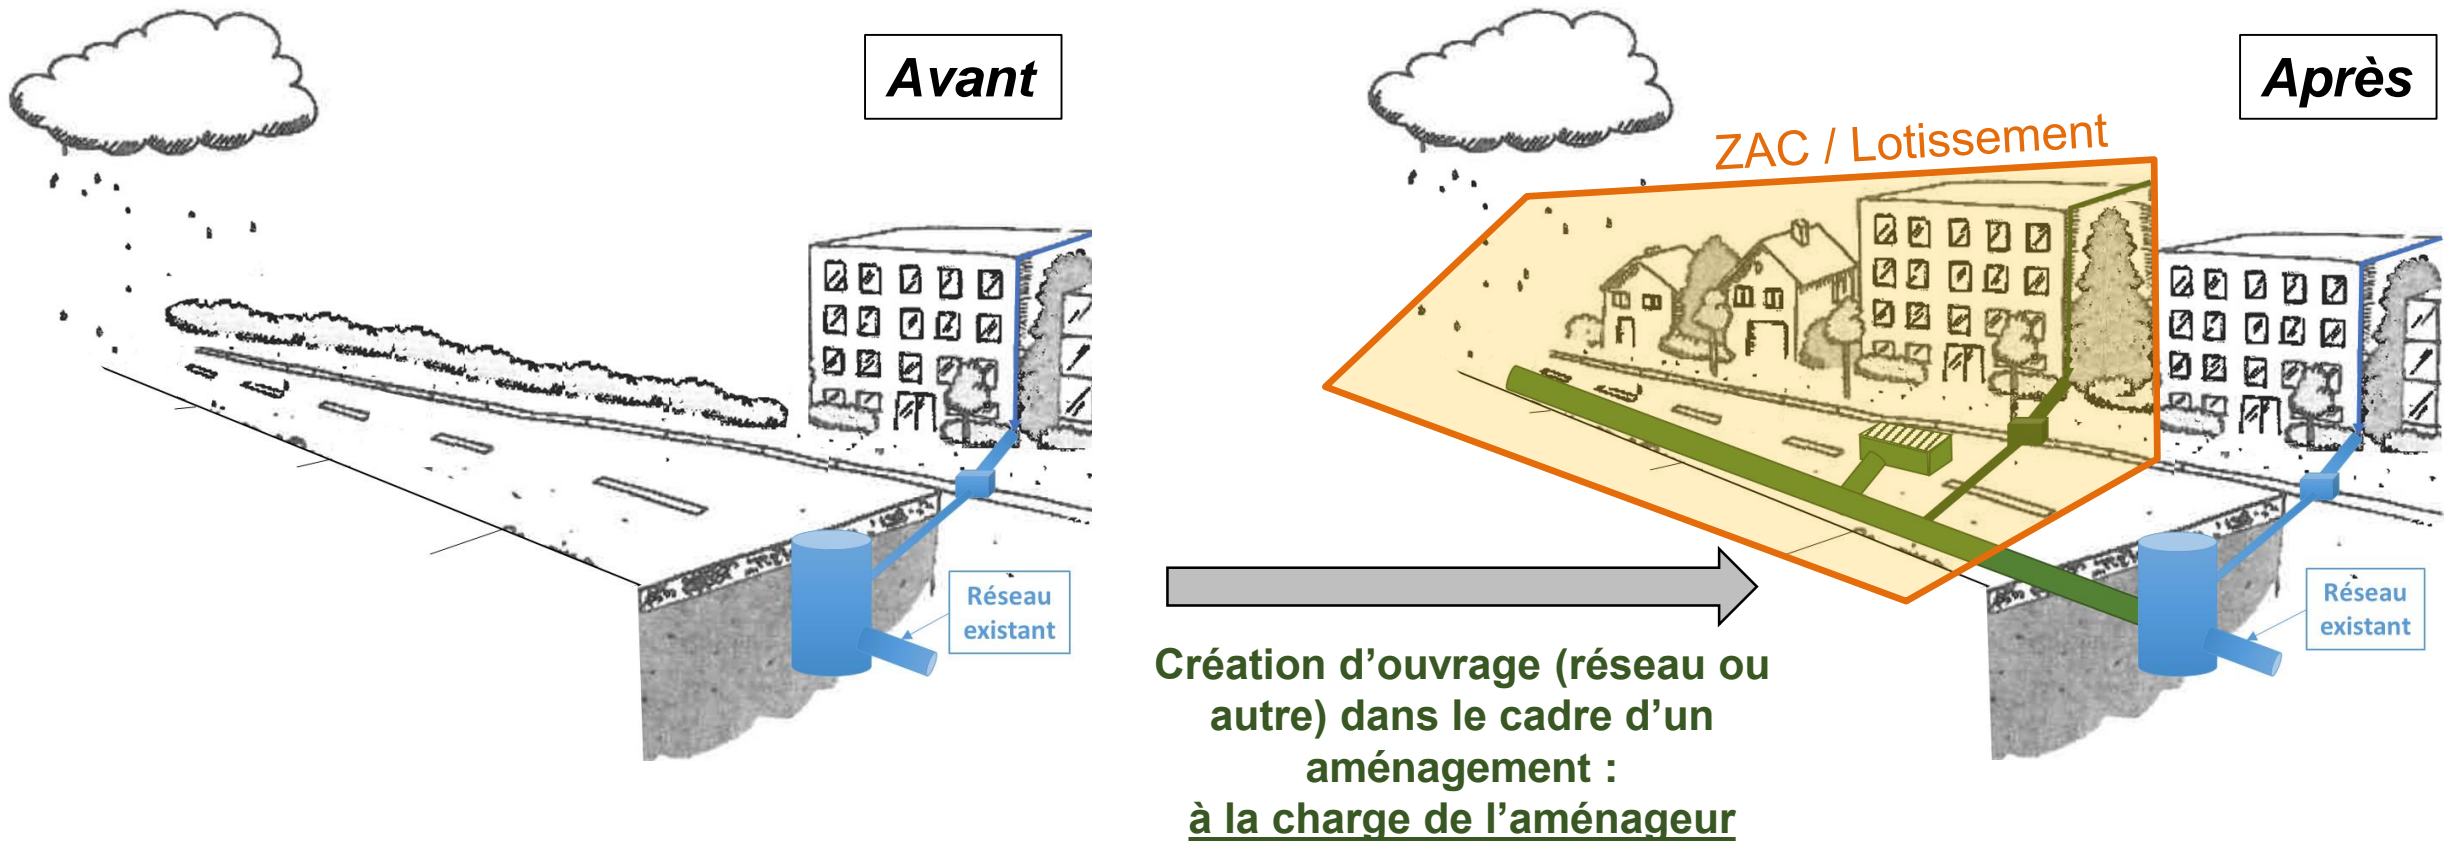 Avant
Réseau
existant
Après
ZAC / Lotissement
Réseau
existant
Création d’ouvrage (réseau ou
autre) dans le cadre d’un
aménagement :
à la charge de l’aménageur